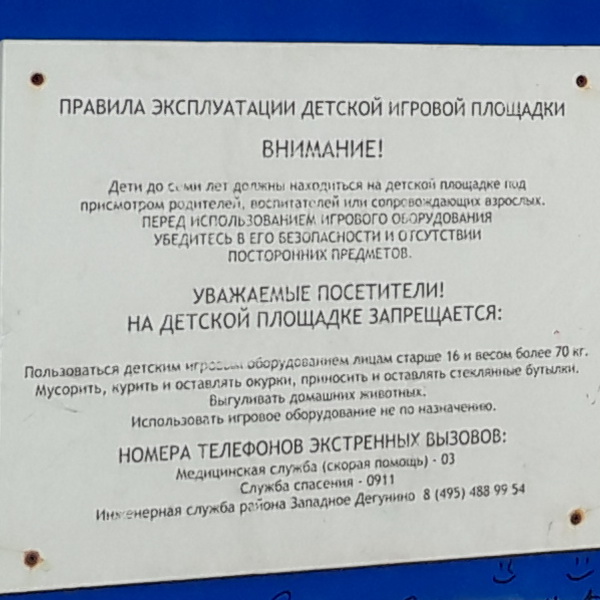 ПРАВИЛА ЭКСПЛУАТАЦИИ ДЕТСКОЙ ИГРОВОЙ ПЛОЩАДКИ
ВНИМАНИЕ!
Дети до семи лет должны находиться на детской площадке под
присмотром родителей, воспитателей или сопровождающих взрослых.
ПЕРЕД ИСПОЛЬЗОВАНИЕМ ИГРОВОГО ОБОРУДОВАНИЯ
УБЕДИТЕСЬ В ЕГО БЕЗОПАСНОСТИ И ОТСУТСТВИИ
ПОСТОРОННИХ ПРЕДМЕТОВ.
УВАЖАЕМЫЕ ПОСЕТИТЕЛИ!
НА ДЕТСКОЙ ПЛОЩАДКЕ ЗАПРЕЩАЕТСЯ:
Пользоваться детским игровым оборудованием лицам старше 16 и весом более 70 кг.
Мусорить, курить и оставлять окурки, приносить и оставлять стеклянные бутылки.
Выгуливать домашних животных.
Использовать игровое оборудование не по назначению.
НОМЕРА ТЕЛЕФОНОВ ЭКСТРЕННЫХ ВЫЗОВОВ:
Медицинская служба (скорая помощь) - 03
Служба спасения - 0911
Инженерная служба района Западное Дегунино 8 (495) 488 99 54